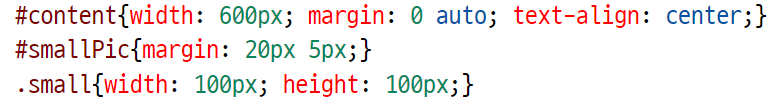 #content{width: 600px; margin: 0 auto; text-align: center;}
#smallPic{margin: 20px 5px;}
.small{width: 100px; height: 100px;}